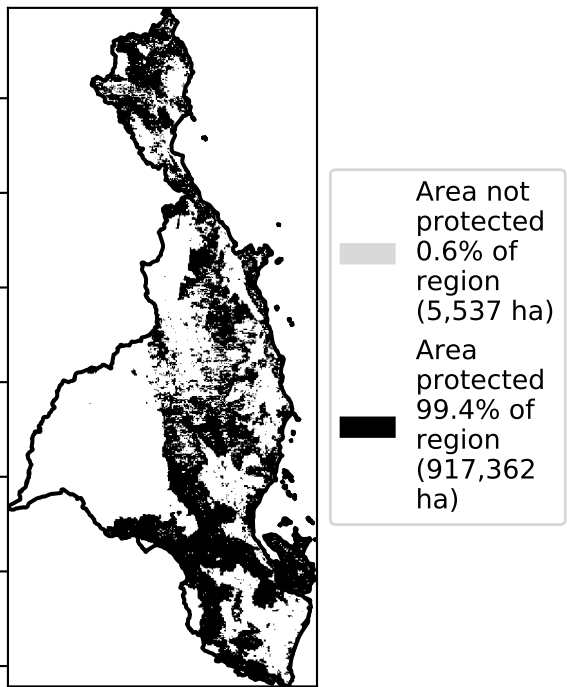 Area not
protected
0.6% of
region
(5,537 ha)
Area
protected
99.4% of
region
(917,362
ha)